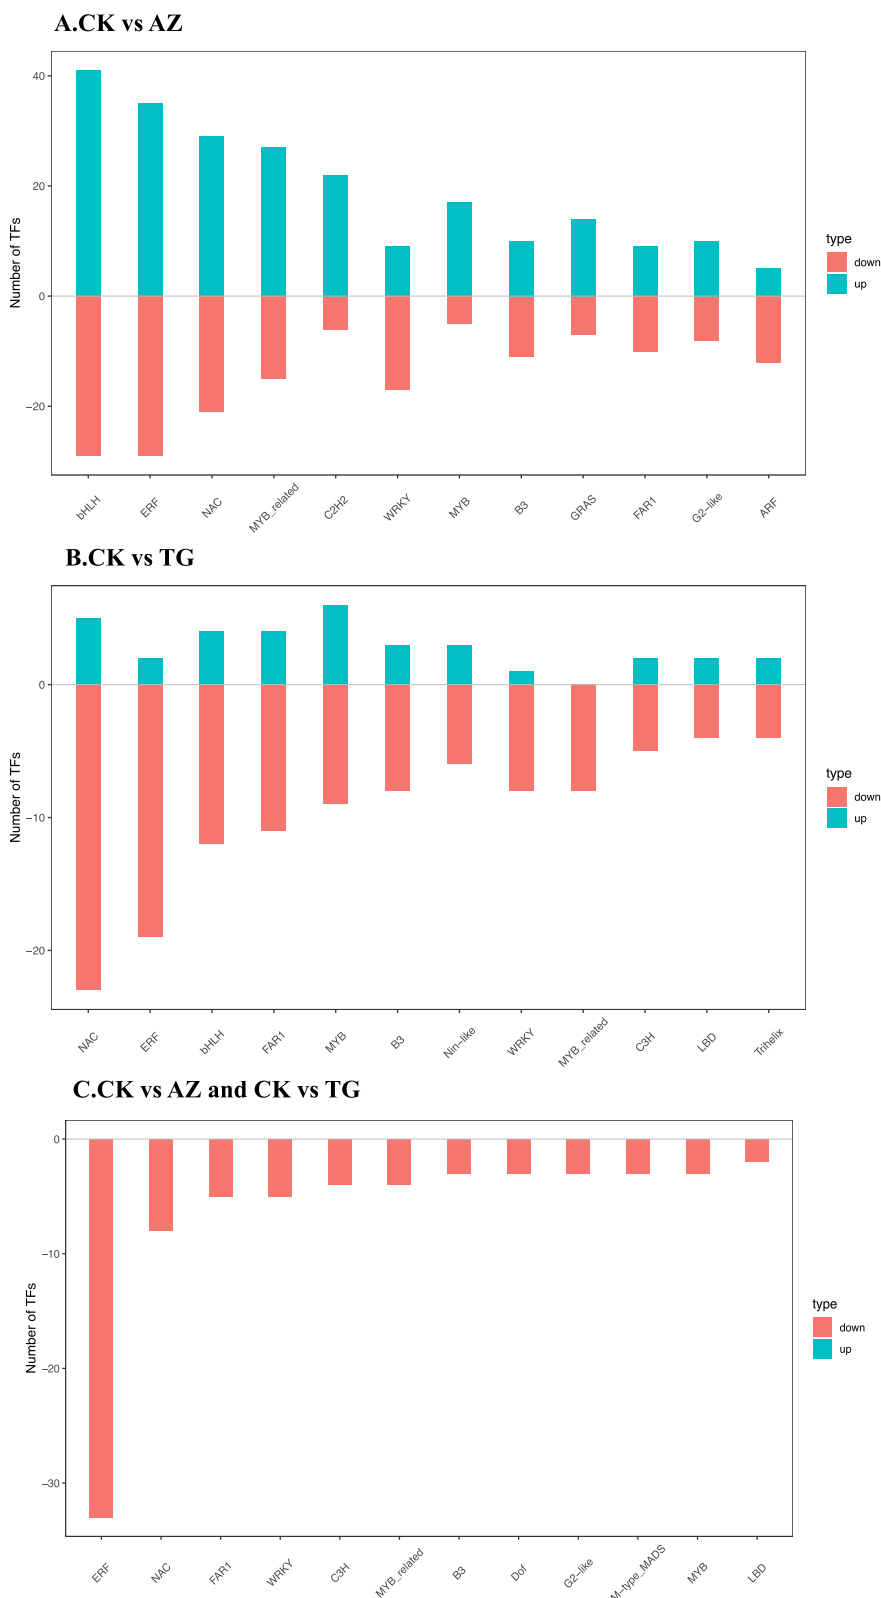 A.CK vs AZ
40
20
0
−20
Number of TFs
bHLH
ERF
NAC
MYB_related
C2H2
WRKY
MYB
B3
GRAS
FAR1
G2−like
ARF
type
down
up
B.CK vs TG
0
−10
−20
Number of TFs
NAC
ERF
bHLH
FAR1
MYB
B3
Nin−like
WRKY
MYB_related
C3H
LBD
Trihelix
type
down
up
C.CK vs AZ and CK vs TG
0
−10
−20
−30
Number of TFs
ERF
NAC
FAR1
WRKY
C3H
MYB_related
B3
Dof
G2−like
M−type_MADS
MYB
LBD
type
down
up